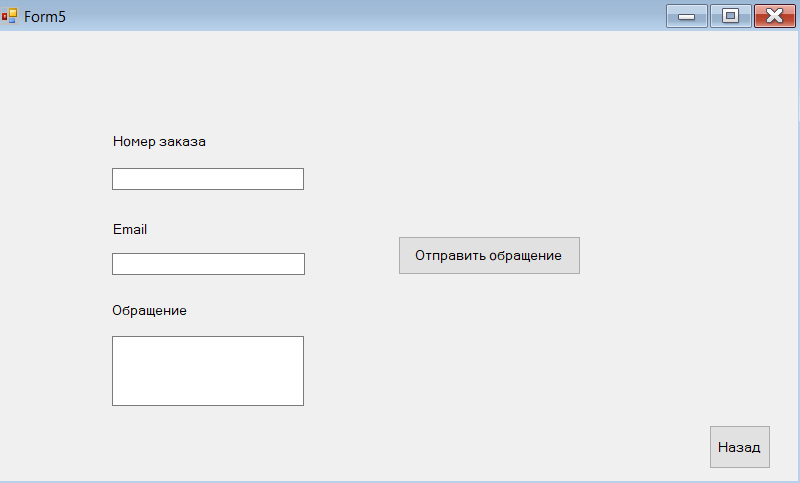 Form5
Номер заказа
Email
Отправить обращение
Обращение
Назад